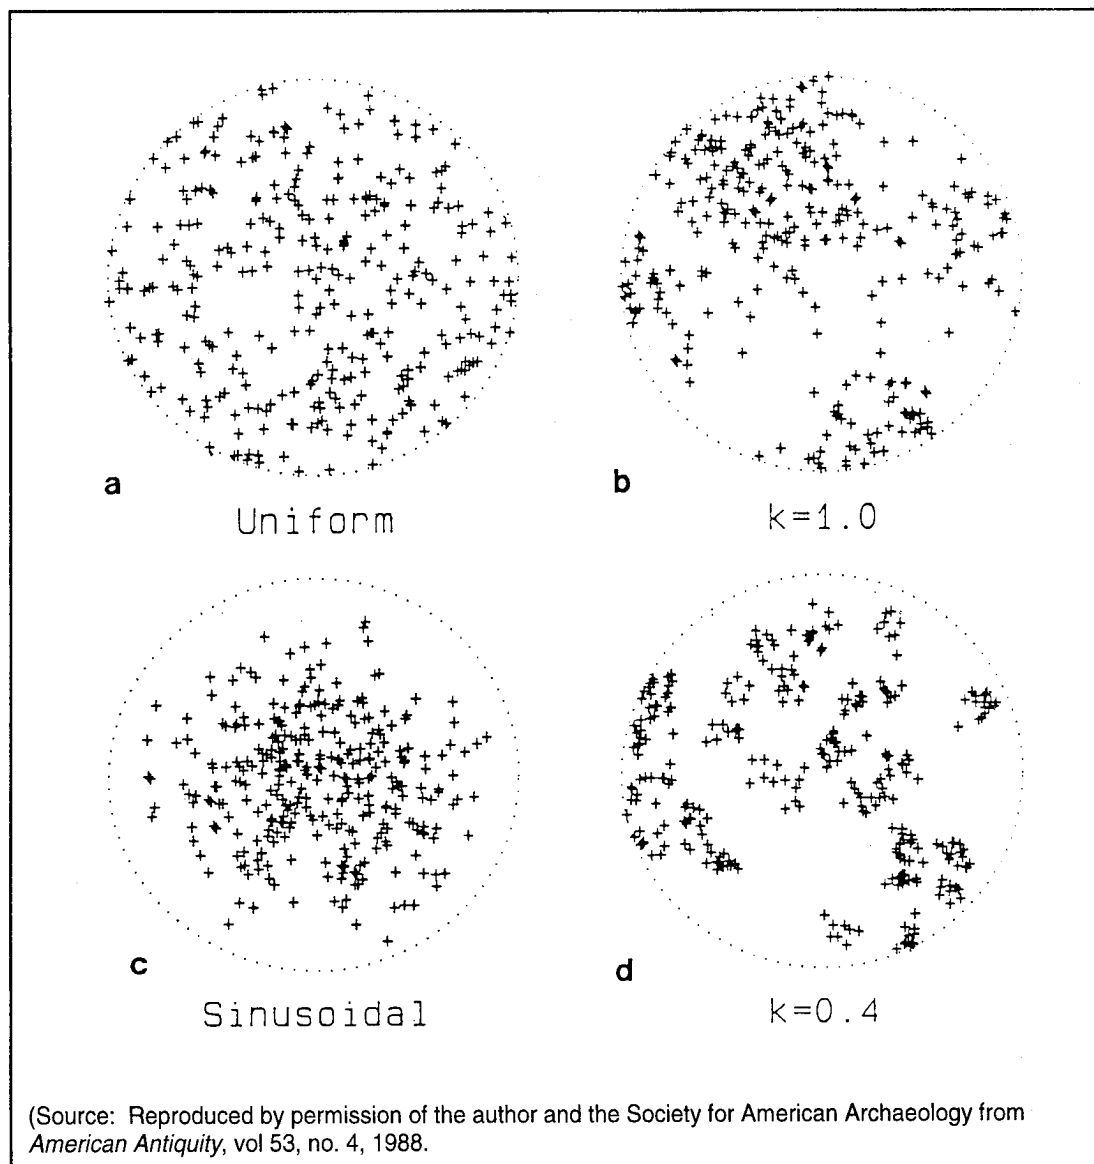 a
Uniform
b
k=1.0
c
Sinusoidal
d
k=0.4
(Source: Reproduced by permission of the author and the Society for American Archaeology from
American Antiquity, vol 53, no. 4, 1988.